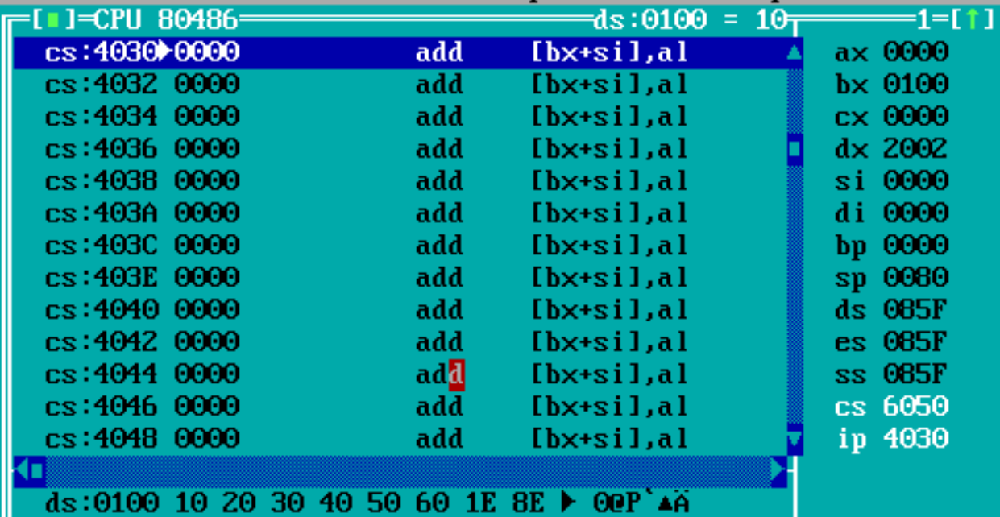 [■]=CPU 80486 ds:0100 = 10 1=[↑]
cs:4030►0000 add [bx+si],al ax 0000
cs:4032 0000 add [bx+si],al bx 0100
cs:4034 0000 add [bx+si],al cx 0000
cs:4036 0000 add [bx+si],al dx 2002
cs:4038 0000 add [bx+si],al si 0000
cs:403A 0000 add [bx+si],al di 0000
cs:403C 0000 add [bx+si],al bp 0000
cs:403E 0000 add [bx+si],al sp 0080
cs:4040 0000 add [bx+si],al ds 085F
cs:4042 0000 add [bx+si],al es 085F
cs:4044 0000 add [bx+si],al ss 085F
cs:4046 0000 add [bx+si],al cs 6050
cs:4048 0000 add [bx+si],al ip 4030
ds:0100 10 20 30 40 50 60 1E 8E ► 0@P`▲Ä